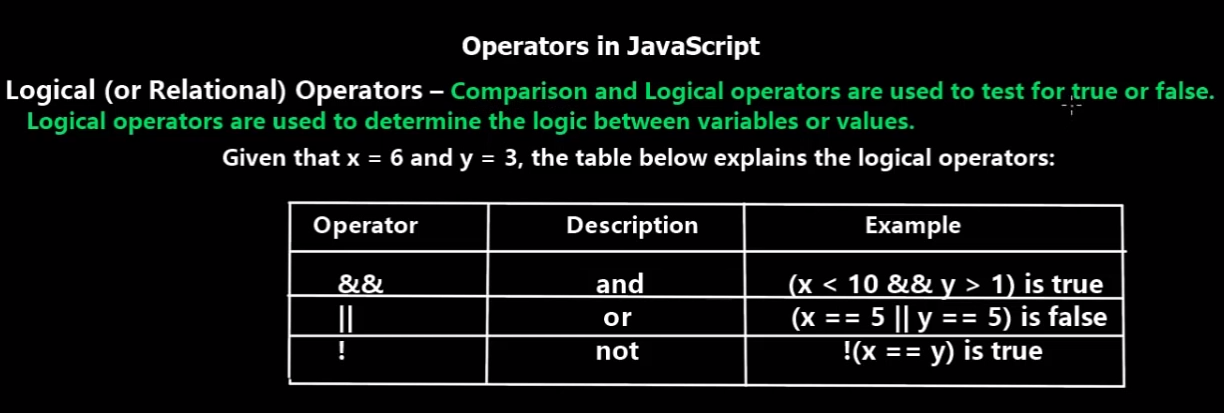 Operators in JavaScript
Logical (or Relational) Operators – Comparison and Logical operators are used to test for true or false.
Logical operators are used to determine the logic between variables or values.
Given that x = 6 and y = 3, the table below explains the logical operators:
Operator Description Example
&& and (x < 10 && y > 1) is true
|| or (x == 5 || y == 5) is false
! not !(x == y) is true